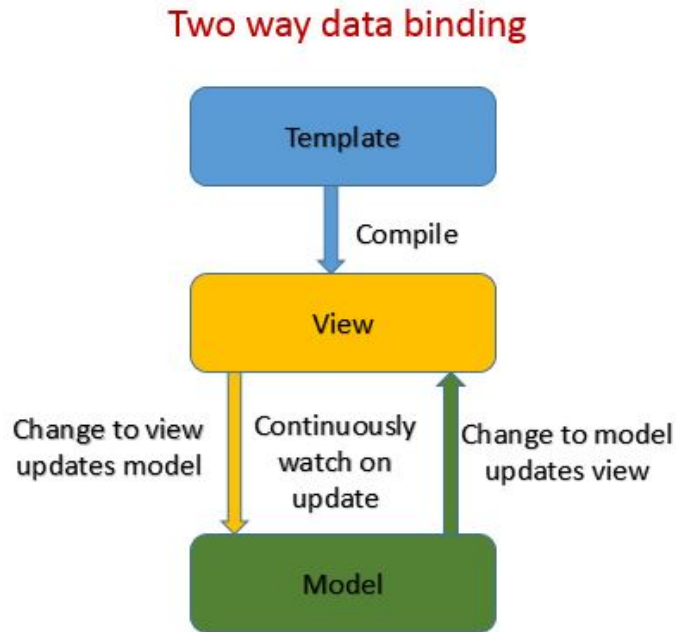 Two way data binding
Template
Compile
View
Change to view
updates model
Continuously
watch on
update
Change to model
updates view
Model